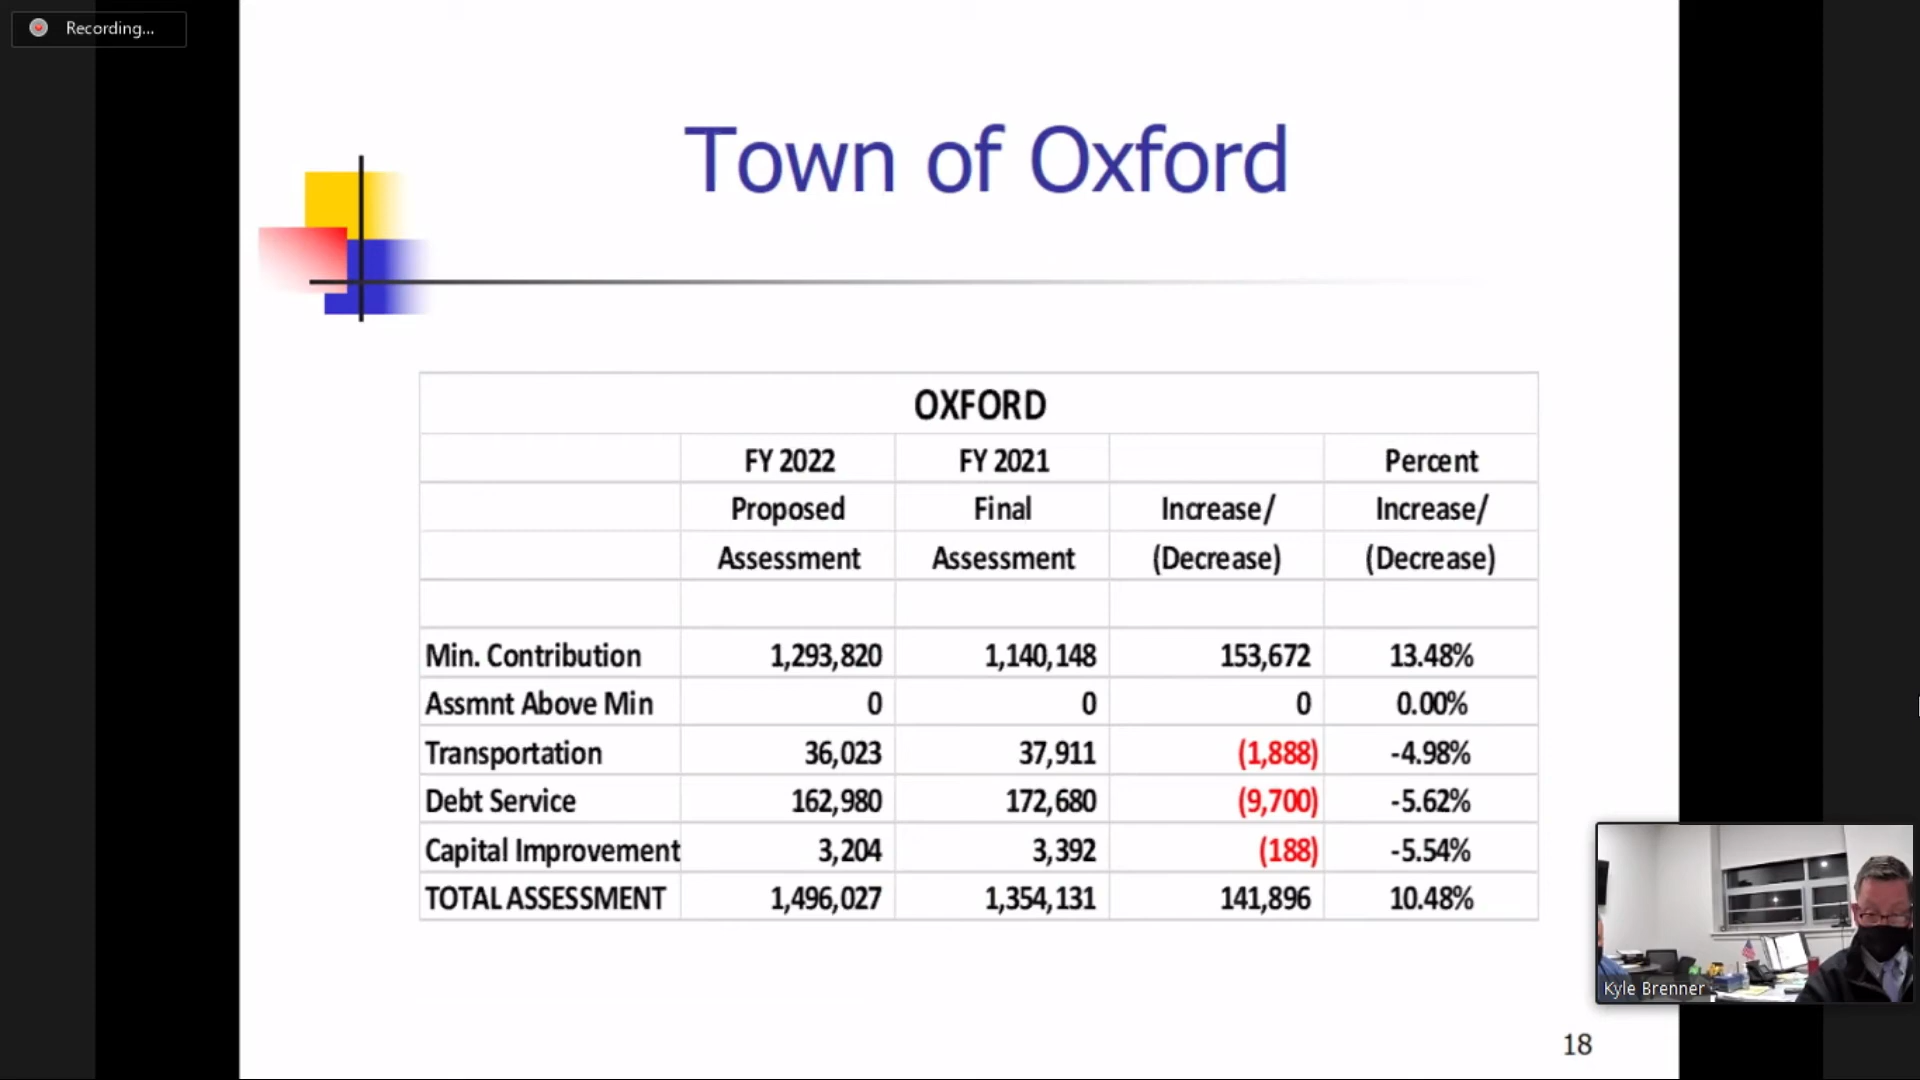 Recording...
Town of Oxford
OXFORD
FY 2022 FY 2021 Percent
Proposed Final Increase/ Increase/
Assessment Assessment (Decrease) (Decrease)
Min. Contribution 1,293,820 1,140,148 153,672 13.48%
Assmnt Above Min 0 0 0 0.00%
Transportation 36,023 37,911 (1,888) -4.98%
Debt Service 162,980 172,680 (9,700) -5.62%
Capital Improvement 3,204 3,392 (188) -5.54%
TOTAL ASSESSMENT 1,496,027 1,354,131 141,896 10.48%
Kyle Brenner
18